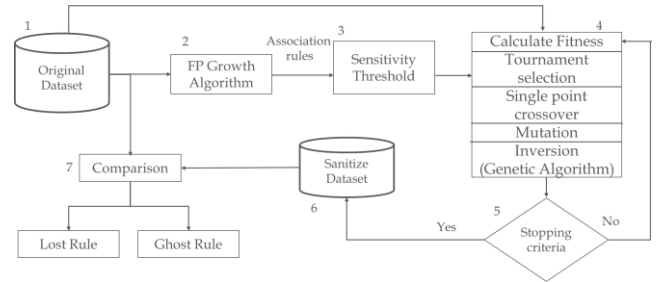 1
Original
Dataset
2
FP Growth
Algorithm
Association
rules
3
Sensitivity
Threshold
4
Calculate Fitness
Tournament
selection
Single point
crossover
Mutation
Inversion
(Genetic Algorithm)
5
Stopping
criteria
Yes
No
Sanitize
Dataset
6
7
Comparison
Lost Rule
Ghost Rule